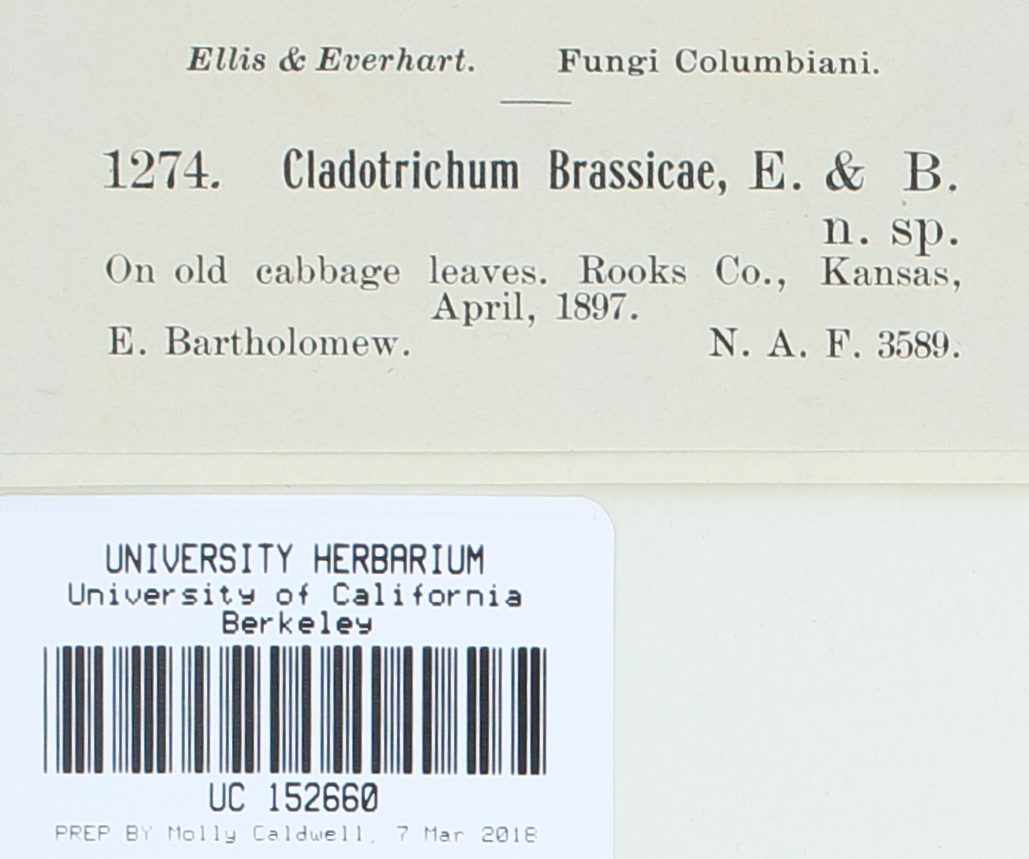 Ellis & Everhart. Fungi Columbiani.
1274. Cladotrichum Brassicae, E. & B.
n. sp.
On old cabbage leaves. Rooks Co., Kansas,
April, 1897.
E. Bartholomew. N. A. F. 3589.
UNIVERSITY HERBARIUM
University of California
Berkeley
UC 152660
PREP BY Molly Caldwell, 7 Mar 2018